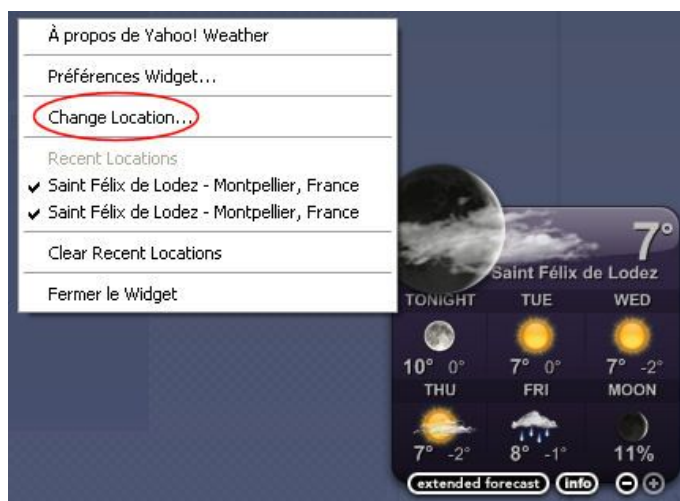 À propos de Yahoo! Weather
Préférences Widget...
Change Location...
Recent Locations
✔ Saint Félix de Lodez - Montpellier, France
✔ Saint Félix de Lodez - Montpellier, France
Clear Recent Locations
Fermer le Widget
7°
Saint Félix de Lodez
TONIGHT TUE WED
10° 0° 7° 0° 7° -2°
THU FRI MOON
7° -2° 8° -1° 11%
extended forecast info